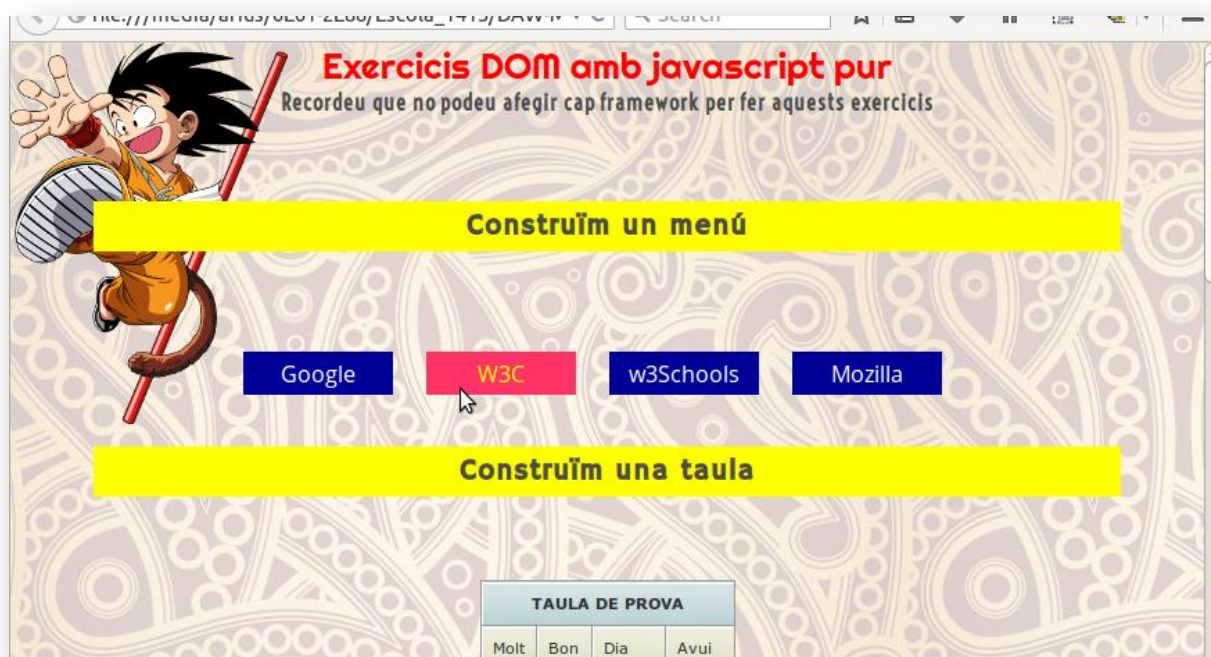 Search
Exercicis DOM amb javascript pur
Recordeu que no podeu afegir cap framework per fer aquests exercicis
Construïm un menú
Google W3C w3Schools Mozilla
Construïm una taula
TAULA DE PROVA
Molt Bon Dia Avui